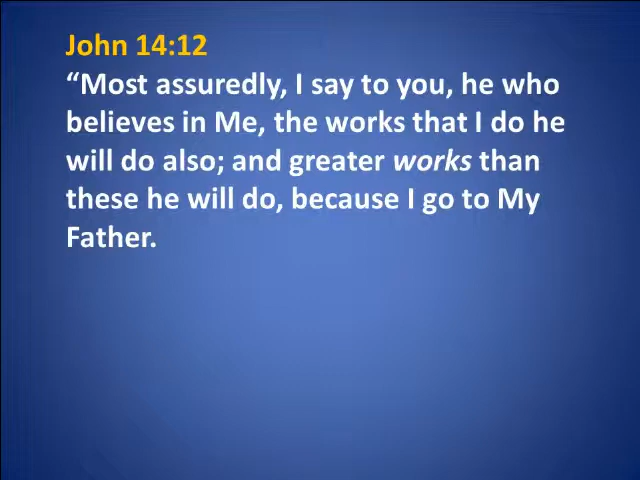 John 14:12
“Most assuredly, I say to you, he who
believes in Me, the works that I do he
will do also; and greater works than
these he will do, because I go to My
Father.